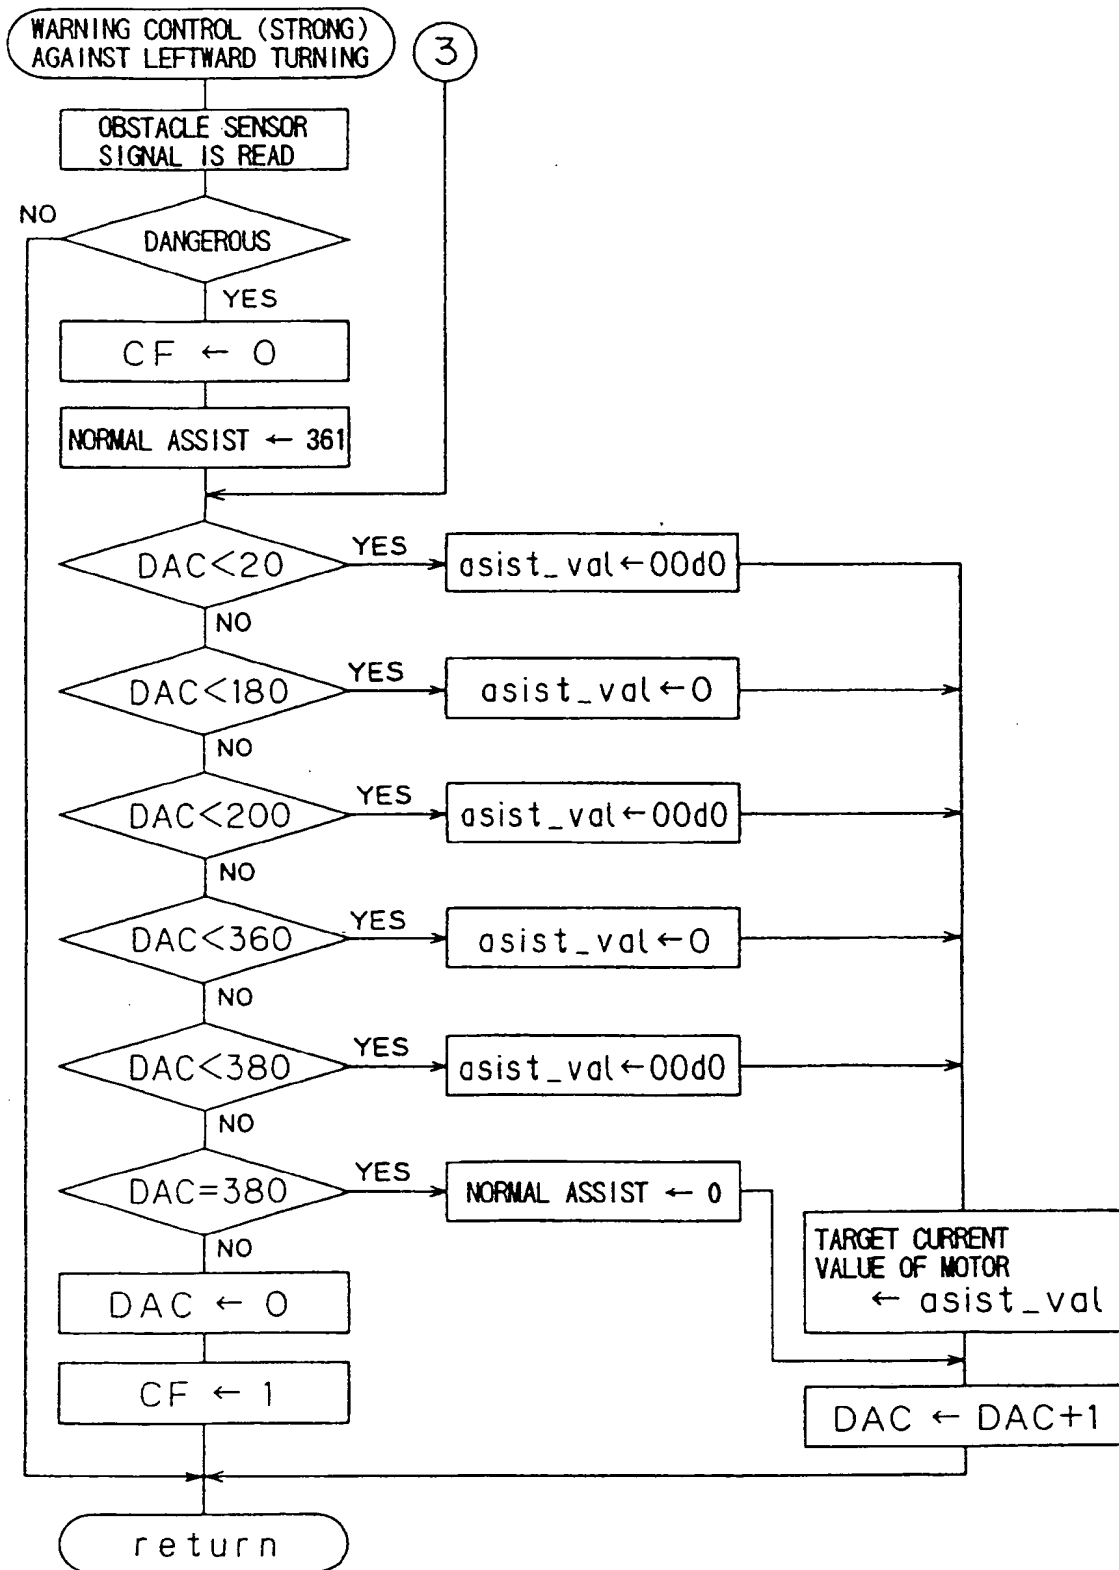 WARNING CONTROL (STRONG)
AGAINST LEFTWARD TURNING
3
OBSTACLE SENSOR
SIGNAL IS READ
NO
DANGEROUS
YES
CF ← 0
NORMAL ASSIST ← 361
DAC<20
YES
asist_val←00d0
NO
DAC<180
YES
asist_val←0
NO
DAC<200
YES
asist_val←00d0
NO
DAC<360
YES
asist_val←0
NO
DAC<380
YES
asist_val←00d0
NO
DAC=380
YES
NORMAL ASSIST ← 0
NO
TARGET CURRENT
VALUE OF MOTOR
← asist_val
DAC ← 0
CF ← 1
DAC ← DAC+1
return